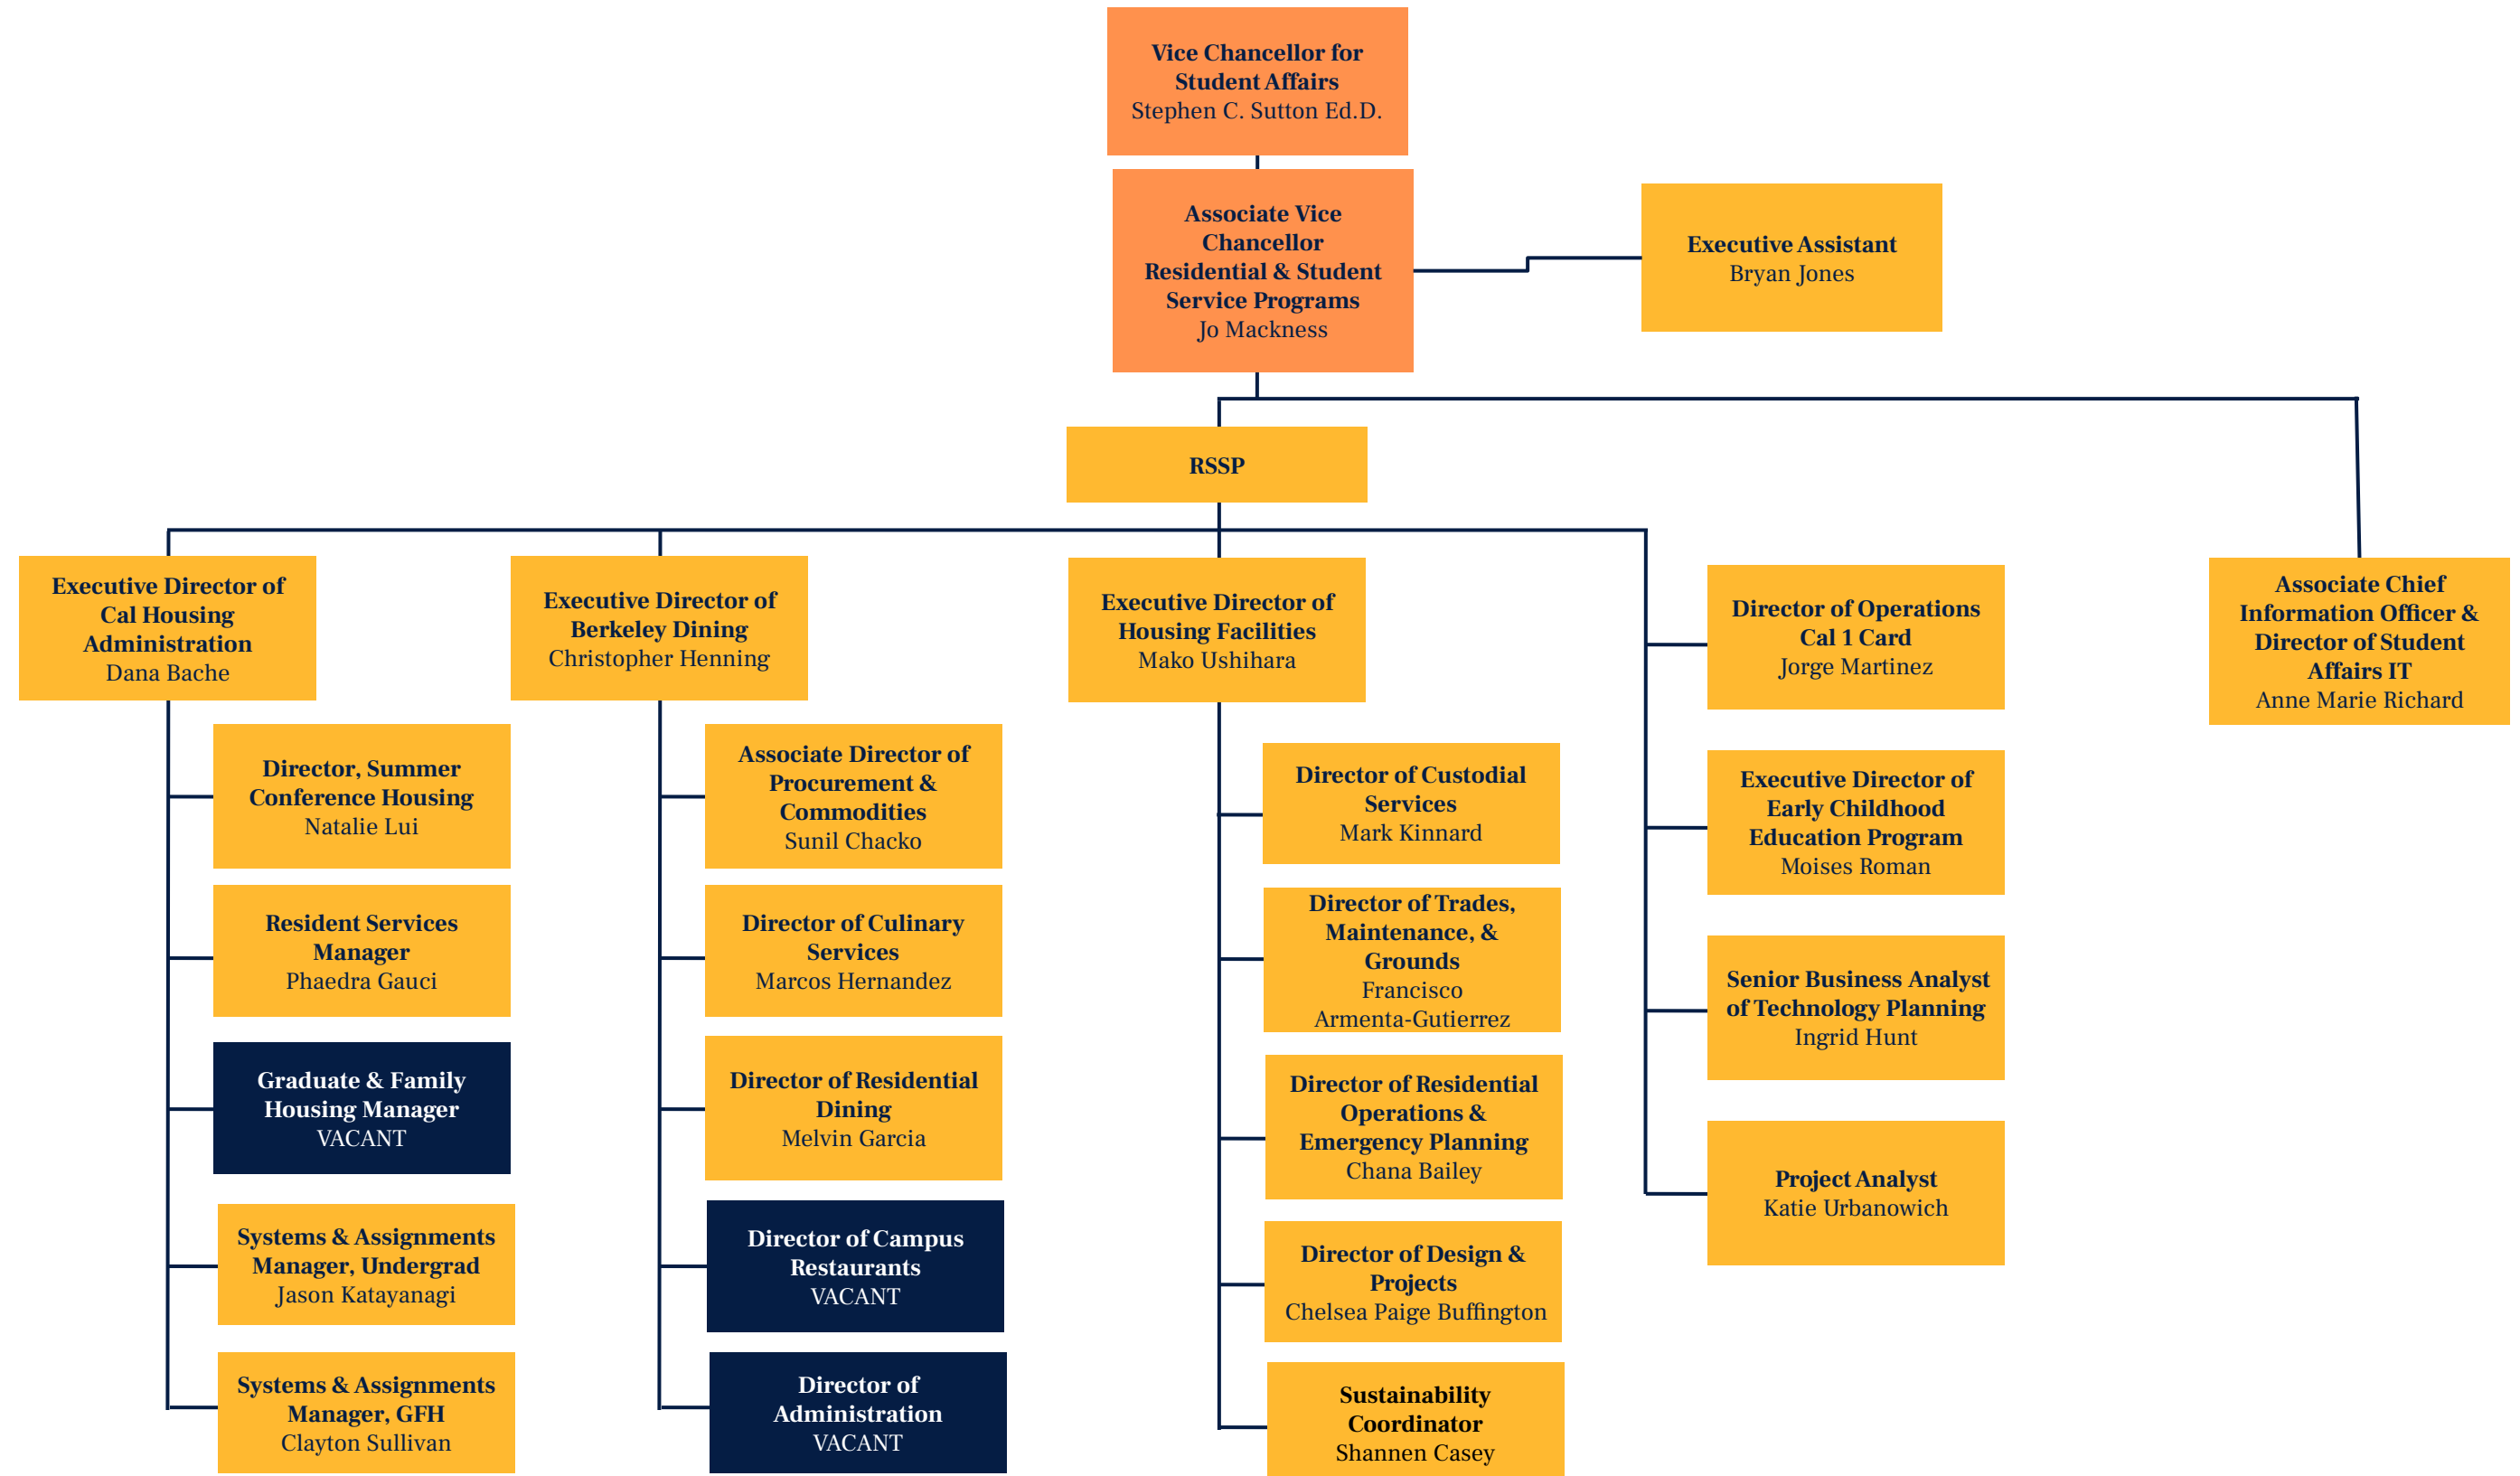 Vice Chancellor for
Student Affairs
Stephen C. Sutton Ed.D.
Associate Vice
Chancellor
Residential & Student
Service Programs
Jo Mackness
Executive Assistant
Bryan Jones
RSSP
Executive Director of
Cal Housing
Administration
Dana Bache
Director, Summer
Conference Housing
Natalie Lui
Resident Services
Manager
Phaedra Gauci
Graduate & Family
Housing Manager
VACANT
Systems & Assignments
Manager, Undergrad
Jason Katayanagi
Systems & Assignments
Manager, GFH
Clayton Sullivan
Executive Director of
Berkeley Dining
Christopher Henning
Associate Director of
Procurement &
Commodities
Sunil Chacko
Director of Culinary
Services
Marcos Hernandez
Director of Residential
Dining
Melvin Garcia
Director of Campus
Restaurants
VACANT
Director of
Administration
VACANT
Executive Director of
Housing Facilities
Mako Ushihara
Director of Custodial
Services
Mark Kinnard
Director of Trades,
Maintenance, &
Grounds
Francisco
Armenta-Gutierrez
Director of Residential
Operations &
Emergency Planning
Chana Bailey
Director of Design &
Projects
Chelsea Paige Buffington
Sustainability
Coordinator
Shannen Casey
Director of Operations
Cal 1 Card
Jorge Martinez
Executive Director of
Early Childhood
Education Program
Moises Roman
Senior Business Analyst
of Technology Planning
Ingrid Hunt
Project Analyst
Katie Urbanowich
Associate Chief
Information Officer &
Director of Student
Affairs IT
Anne Marie Richard